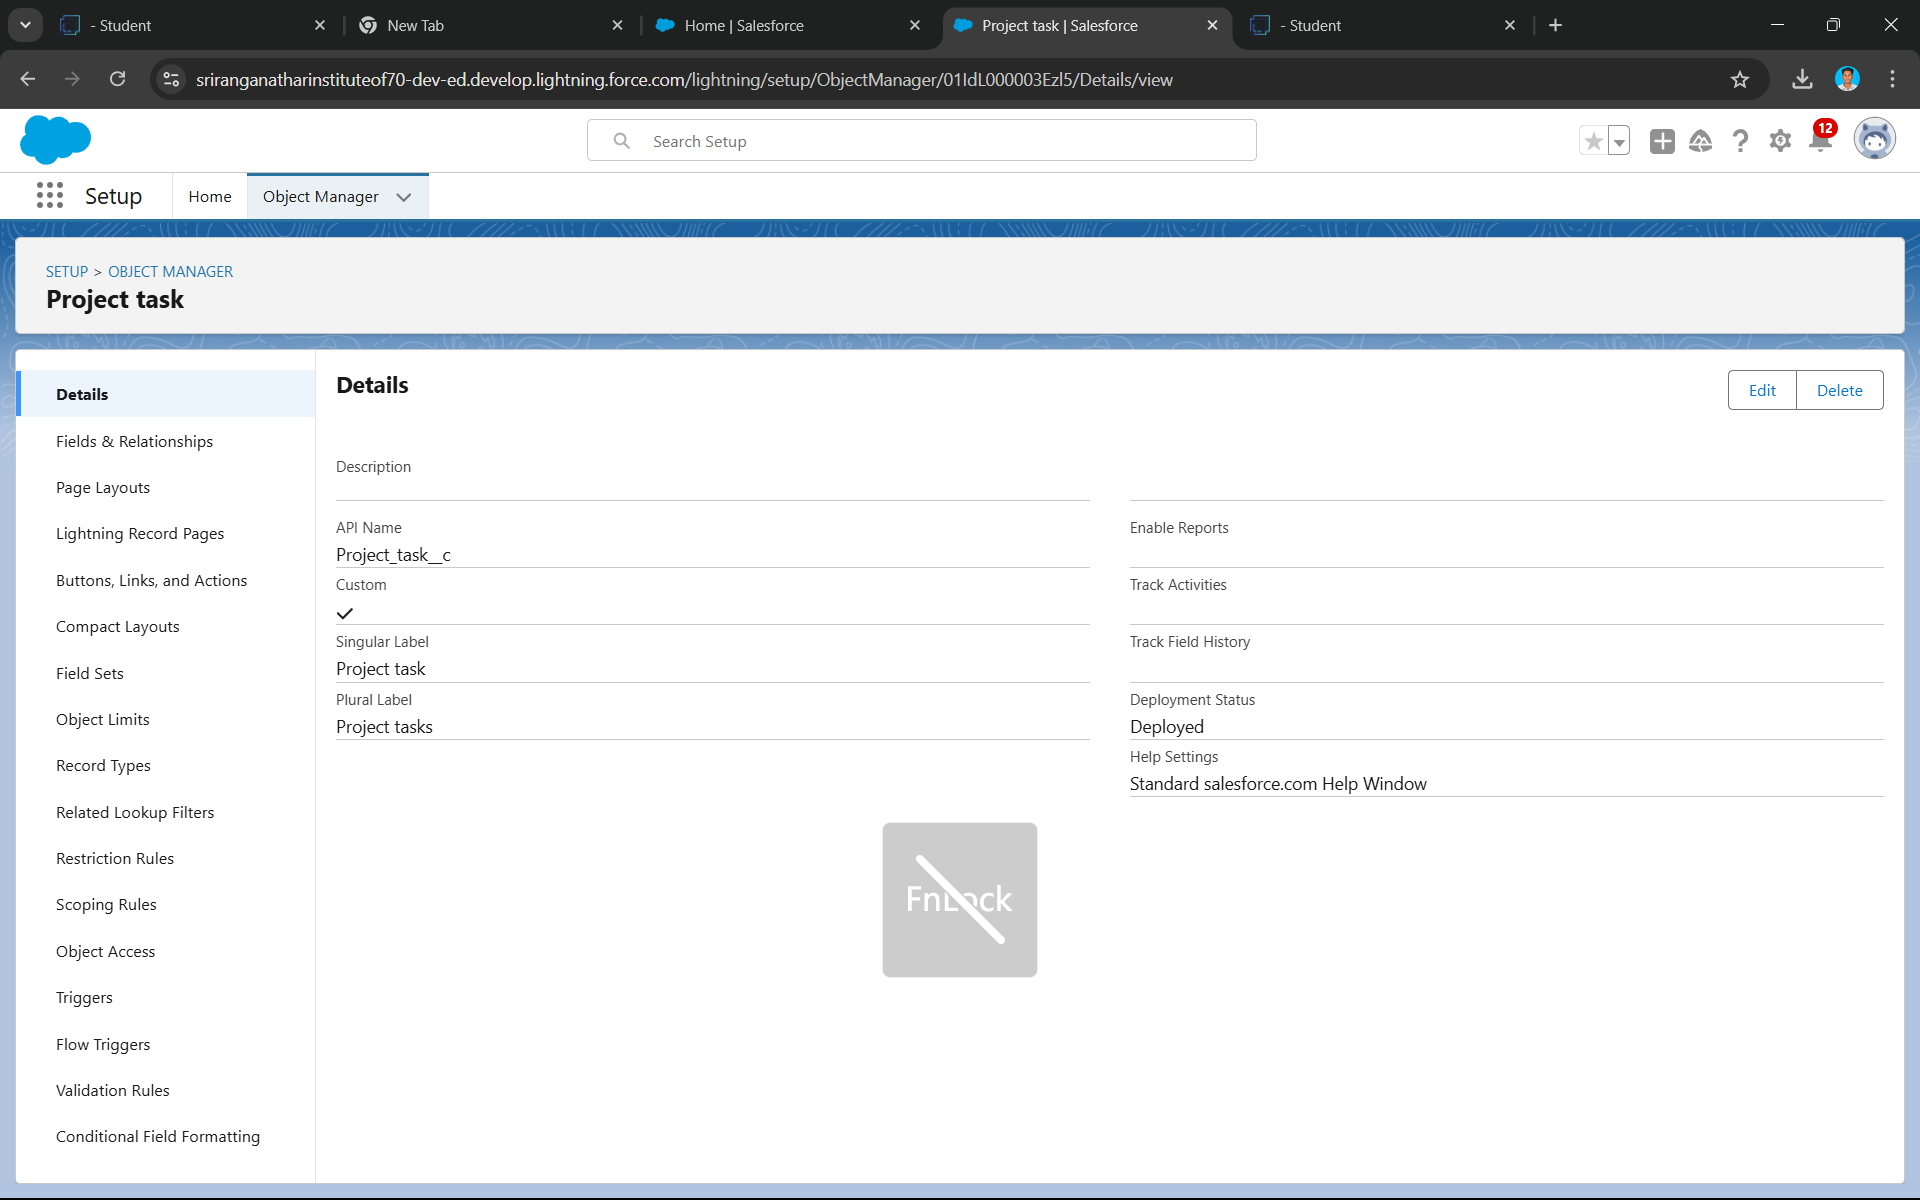 - Student
New Tab
Home | Salesforce
Project task | Salesforce
- Student
sriranganatharinstituteof70-dev-ed.develop.lightning.force.com/lightning/setup/ObjectManager/01IdL000003Ezl5/Details/view
Search Setup
12
Setup
Home
Object Manager
SETUP > OBJECT MANAGER
Project task
Details
Fields & Relationships
Page Layouts
Lightning Record Pages
Buttons, Links, and Actions
Compact Layouts
Field Sets
Object Limits
Record Types
Related Lookup Filters
Restriction Rules
Scoping Rules
Object Access
Triggers
Flow Triggers
Validation Rules
Conditional Field Formatting
Details
Edit
Delete
Description
API Name
Project_task__c
Custom
Singular Label
Project task
Plural Label
Project tasks
Enable Reports
Track Activities
Track Field History
Deployment Status
Deployed
Help Settings
Standard salesforce.com Help Window
FnLock